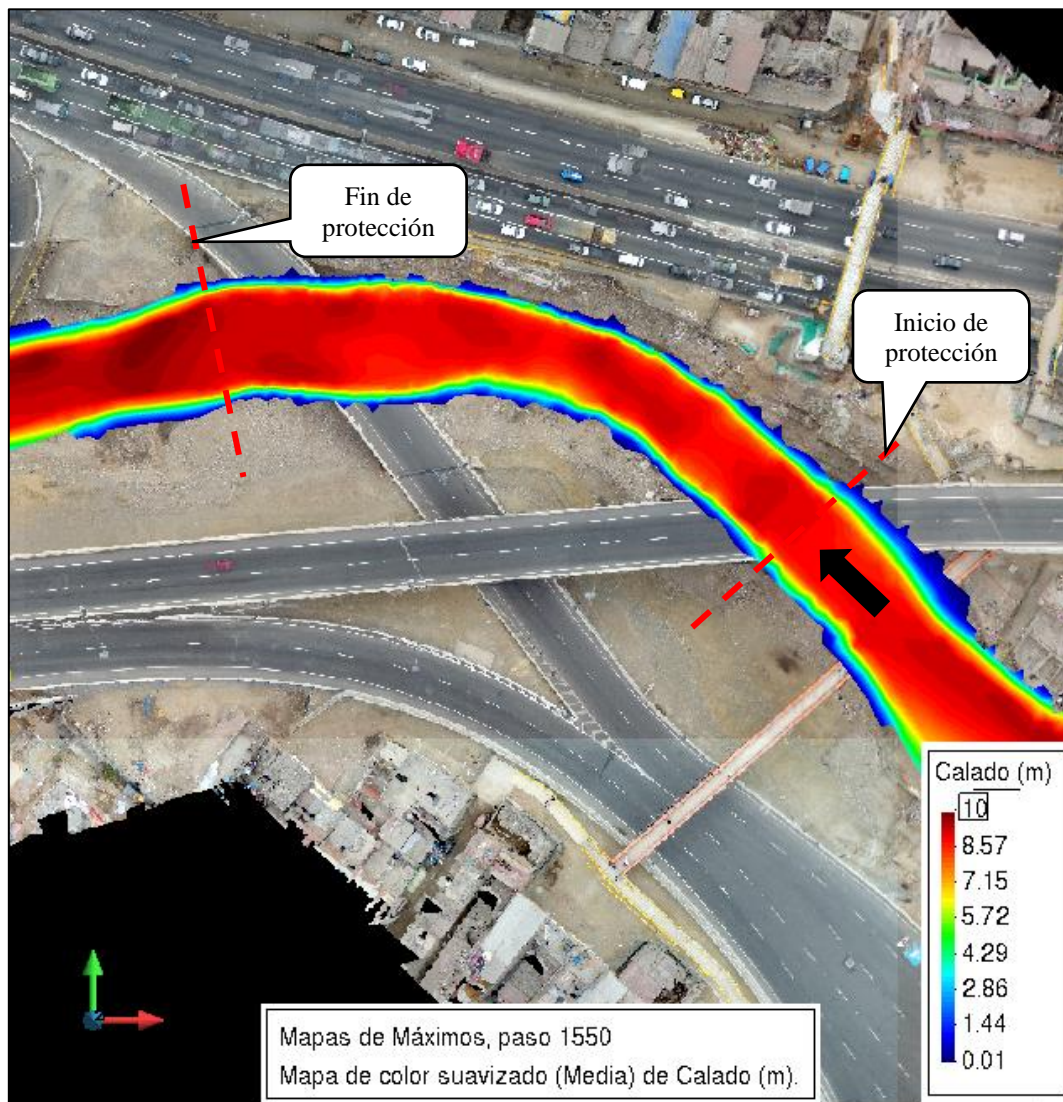 Fin de
protección
Inicio de
protección
Calado (m)
10
8.57
7.15
5.72
4.29
2.86
1.44
0.01
Mapas de Máximos, paso 1550
Mapa de color suavizado (Media) de Calado (m).